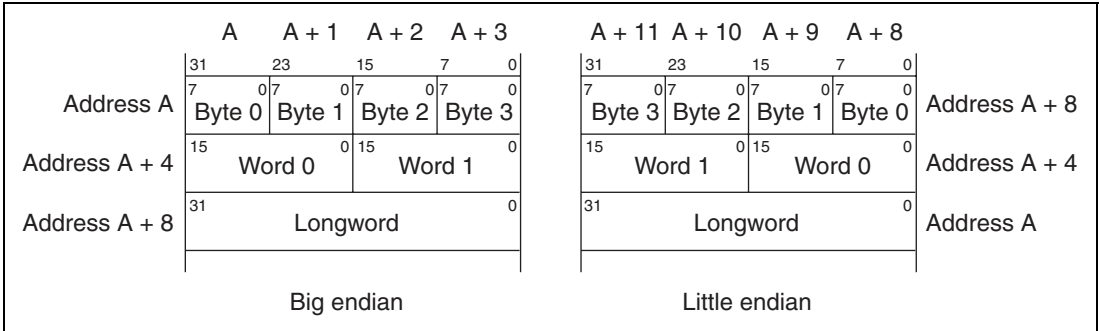 A A + 1 A + 2 A + 3 A + 11 A + 10 A + 9 A + 8
31 23 15 7 0 31 23 15 7 0
7 0 7 0 7 0 7 0 7 0 7 0 7 0 7 0
Address A Byte 0 Byte 1 Byte 2 Byte 3 Byte 3 Byte 2 Byte 1 Byte 0 Address A + 8
15 0 15 0 15 0 15 0
Address A + 4 Word 0 Word 1 Word 1 Word 0 Address A + 4
31 0 31 0
Address A + 8 Longword Longword Address A
Big endian Little endian